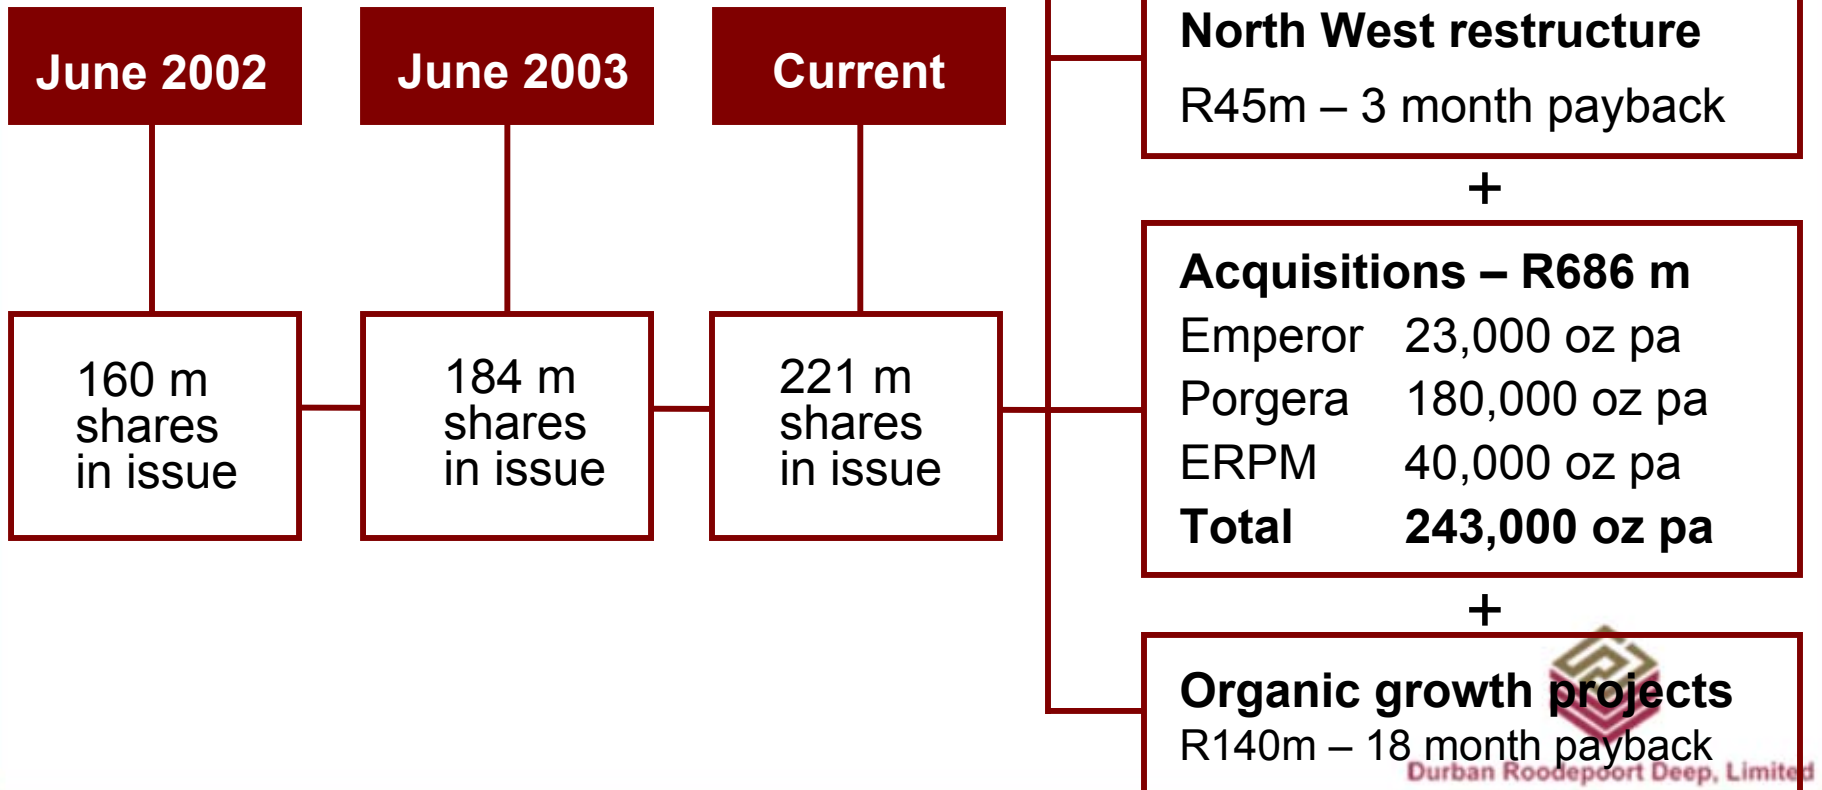 June 2002
June 2003
Current
160 m
shares
in issue
184 m
shares
in issue
221 m
shares
in issue
North West restructure
R45m – 3 month payback
+
Acquisitions – R686 m
Emperor 23,000 oz pa
Porgera 180,000 oz pa
ERPM 40,000 oz pa
Total 243,000 oz pa
+
Organic growth projects
R140m – 18 month payback
Durban Roodepoort Deep, Limited